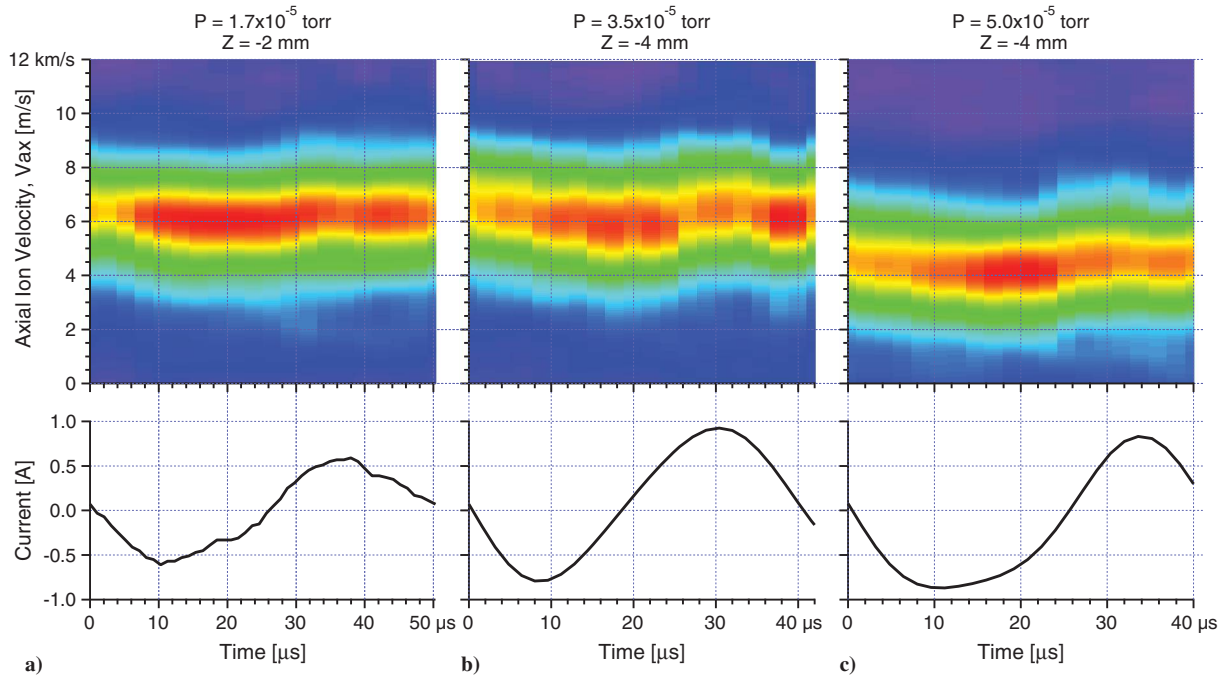 P = 1.7x10⁻⁵ torr
Z = -2 mm
P = 3.5x10⁻⁵ torr
Z = -4 mm
P = 5.0x10⁻⁵ torr
Z = -4 mm
Axial Ion Velocity, Vax [m/s]
12 km/s
10
8
6
4
2
0
Current [A]
1.0
0.5
0.0
-0.5
-1.0
0 10 20 30 40 50 µs
0 10 20 30 40 µs
0 10 20 30 40 µs
Time [µs]
Time [µs]
Time [µs]
a)
b)
c)